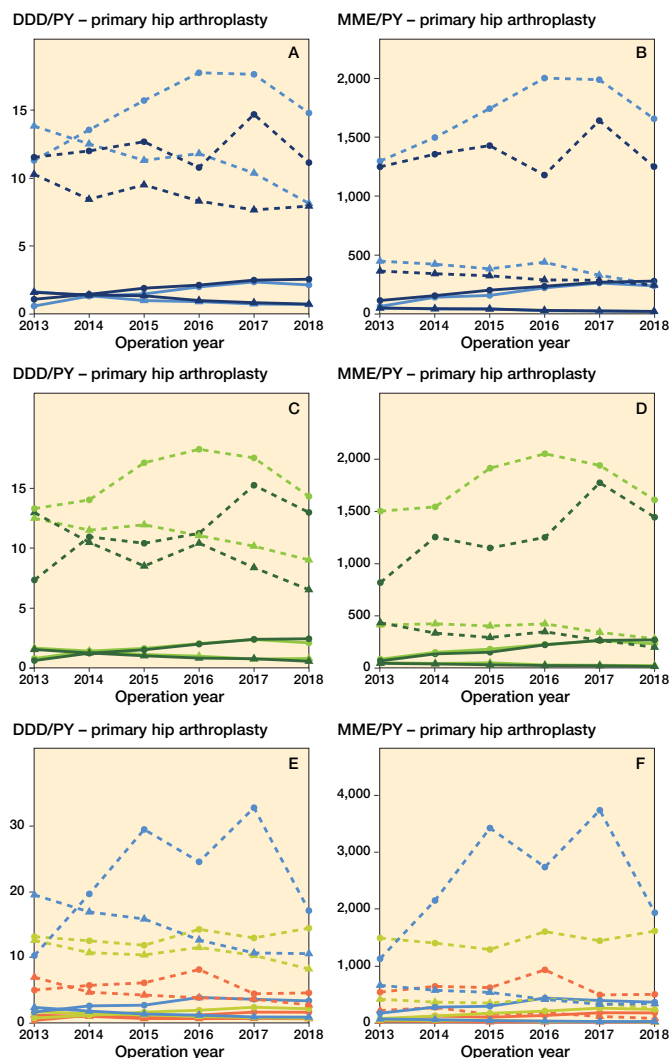 DDD/PY – primary hip arthroplasty
A
15
10
5
0
2013 2014 2015 2016 2017 2018
Operation year
MME/PY – primary hip arthroplasty
B
2,000
1,500
1,000
500
0
2013 2014 2015 2016 2017 2018
Operation year
DDD/PY – primary hip arthroplasty
C
15
10
5
0
2013 2014 2015 2016 2017 2018
Operation year
MME/PY – primary hip arthroplasty
D
2,000
1,500
1,000
500
0
2013 2014 2015 2016 2017 2018
Operation year
DDD/PY – primary hip arthroplasty
E
30
20
10
0
2013 2014 2015 2016 2017 2018
Operation year
MME/PY – primary hip arthroplasty
F
4,000
3,000
2,000
1,000
0
2013 2014 2015 2016 2017 2018
Operation year